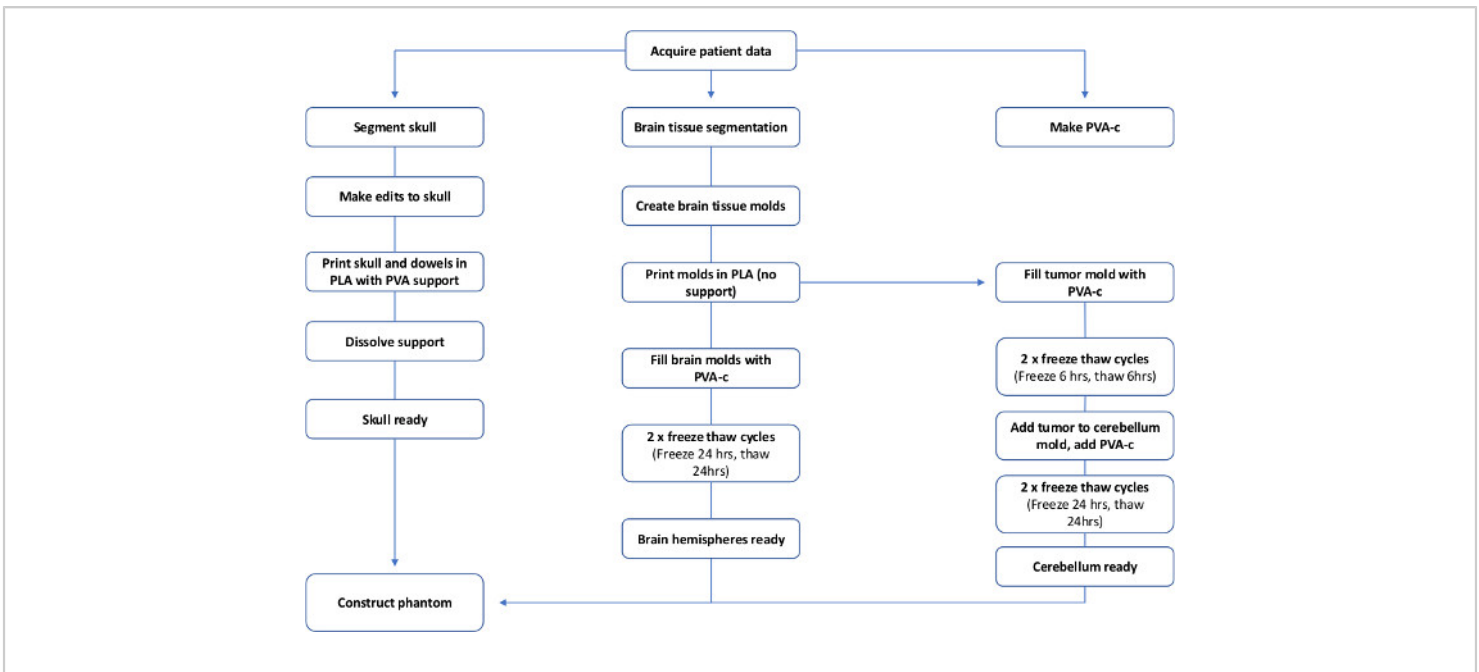 Acquire patient data
Segment skull
Brain tissue segmentation
Make PVA-c
Make edits to skull
Create brain tissue molds
Print skull and dowels in
PLA with PVA support
Print molds in PLA (no
support)
Fill tumor mold with
PVA-c
Dissolve support
Fill brain molds with
PVA-c
2 x freeze thaw cycles
(Freeze 6 hrs, thaw 6hrs)
Skull ready
2 x freeze thaw cycles
(Freeze 24 hrs, thaw
24hrs)
Add tumor to cerebellum
mold, add PVA-c
2 x freeze thaw cycles
(Freeze 24 hrs, thaw
24hrs)
Brain hemispheres ready
Cerebellum ready
Construct phantom